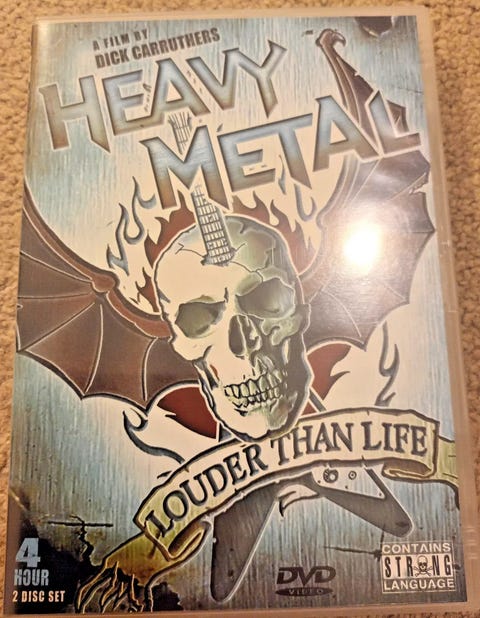 A FILM BY
DICK CARRUTHERS
HEAVY
METAL
LOUDER THAN LIFE
4
HOUR
2 DISC SET
DVD
VIDEO
CONTAINS
STRONG
LANGUAGE